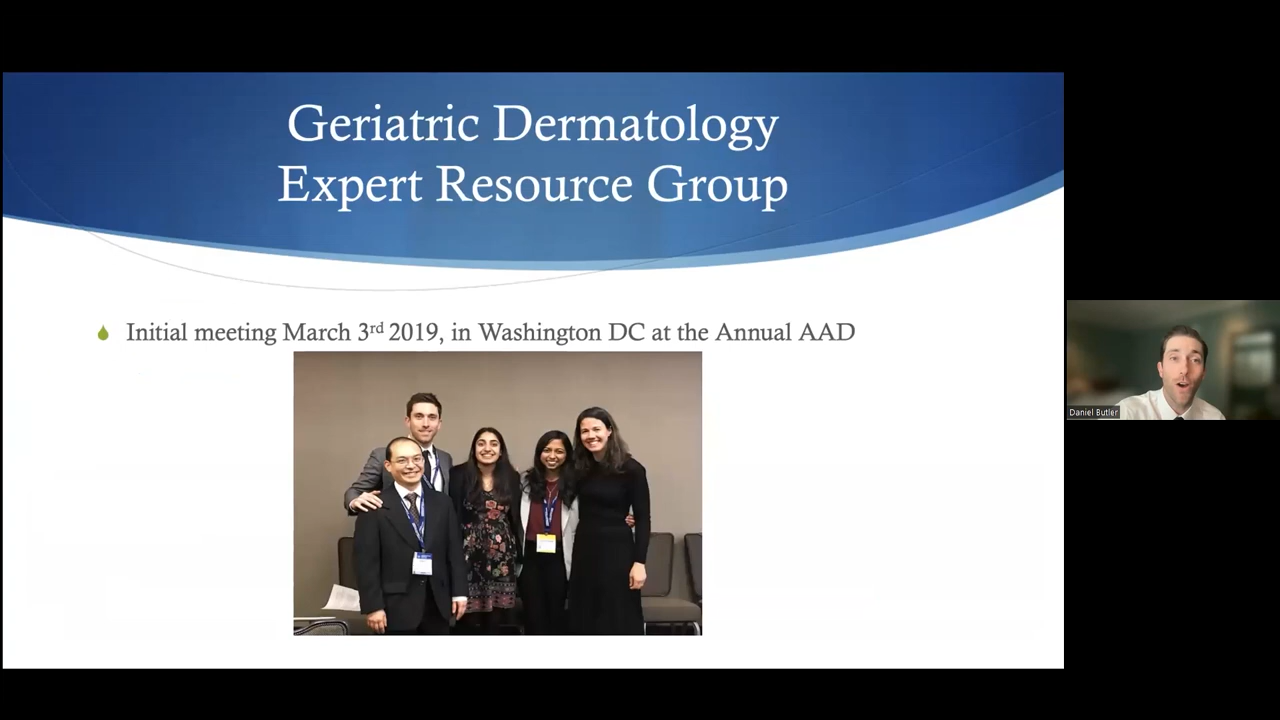 Geriatric Dermatology
Expert Resource Group
Initial meeting March 3rd 2019, in Washington DC at the Annual AAD
Daniel Butler